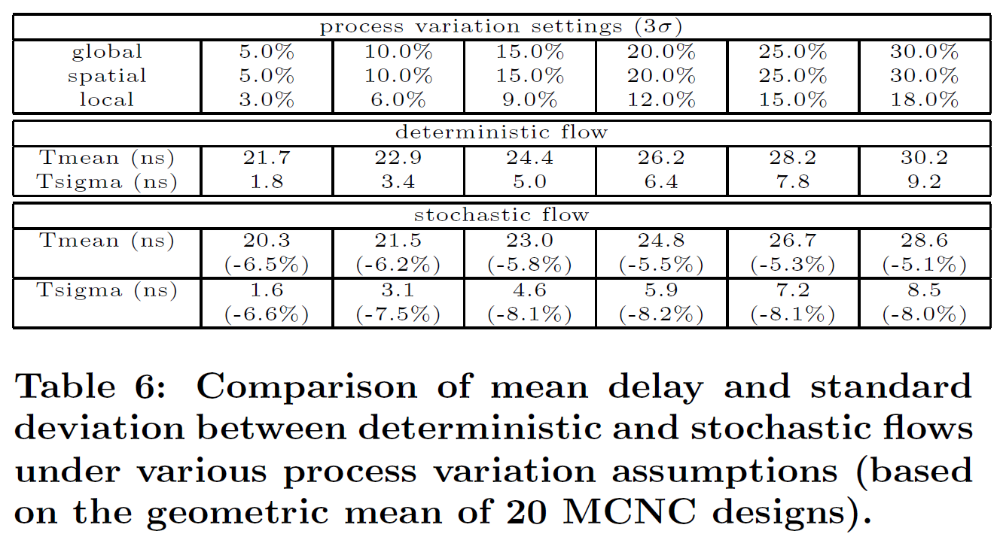 process variation settings (3σ)
global 5.0% 10.0% 15.0% 20.0% 25.0% 30.0%
spatial 5.0% 10.0% 15.0% 20.0% 25.0% 30.0%
local 3.0% 6.0% 9.0% 12.0% 15.0% 18.0%
deterministic flow
Tmean (ns) 21.7 22.9 24.4 26.2 28.2 30.2
Tsigma (ns) 1.8 3.4 5.0 6.4 7.8 9.2
stochastic flow
Tmean (ns) 20.3 21.5 23.0 24.8 26.7 28.6
(-6.5%) (-6.2%) (-5.8%) (-5.5%) (-5.3%) (-5.1%)
Tsigma (ns) 1.6 3.1 4.6 5.9 7.2 8.5
(-6.6%) (-7.5%) (-8.1%) (-8.2%) (-8.1%) (-8.0%)
Table 6: Comparison of mean delay and standard
deviation between deterministic and stochastic flows
under various process variation assumptions (based
on the geometric mean of 20 MCNC designs).